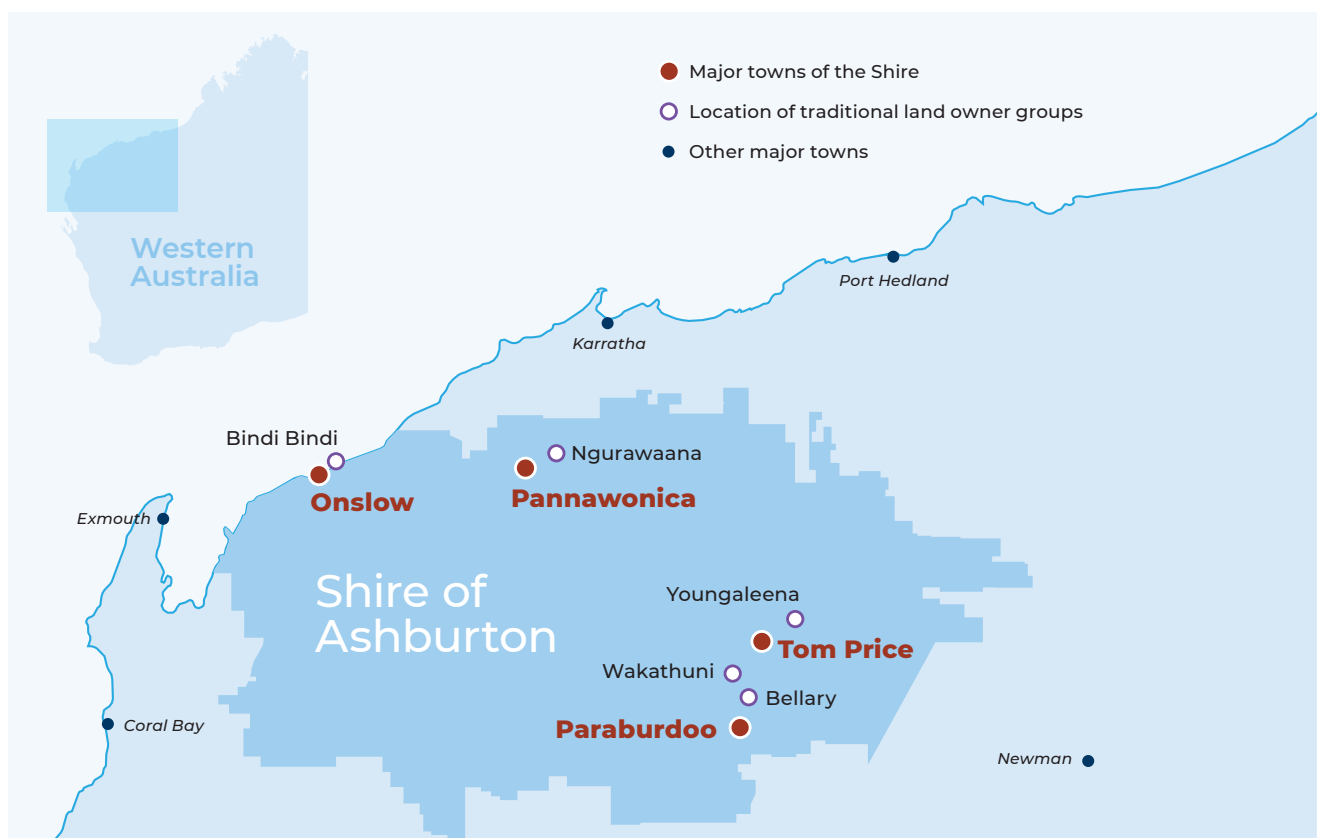 Major towns of the Shire
Location of traditional land owner groups
Other major towns
Western
Australia
Port Hedland
Karratha
Bindi Bindi
Ngurawaana
Onslow
Pannawonica
Exmouth
Shire of
Ashburton
Youngaleena
Tom Price
Wakathuni
Bellary
Coral Bay
Paraburdoo
Newman